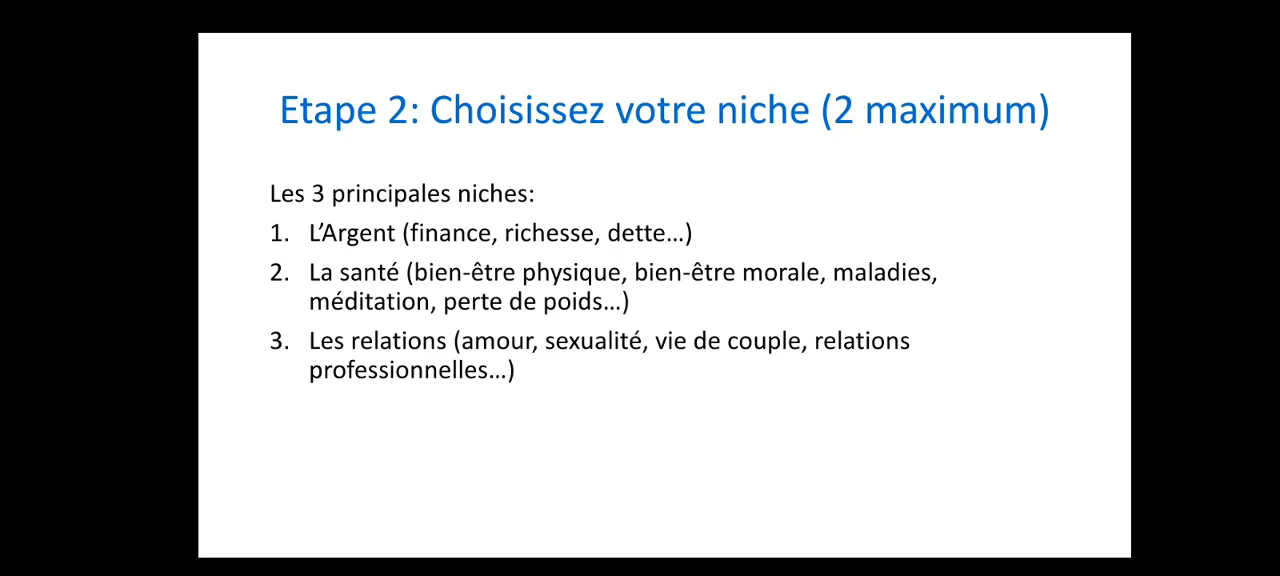 Etape 2: Choisissez votre niche (2 maximum)
Les 3 principales niches:
1. L’Argent (finance, richesse, dette…)
2. La santé (bien-être physique, bien-être morale, maladies,
méditation, perte de poids…)
3. Les relations (amour, sexualité, vie de couple, relations
professionnelles…)